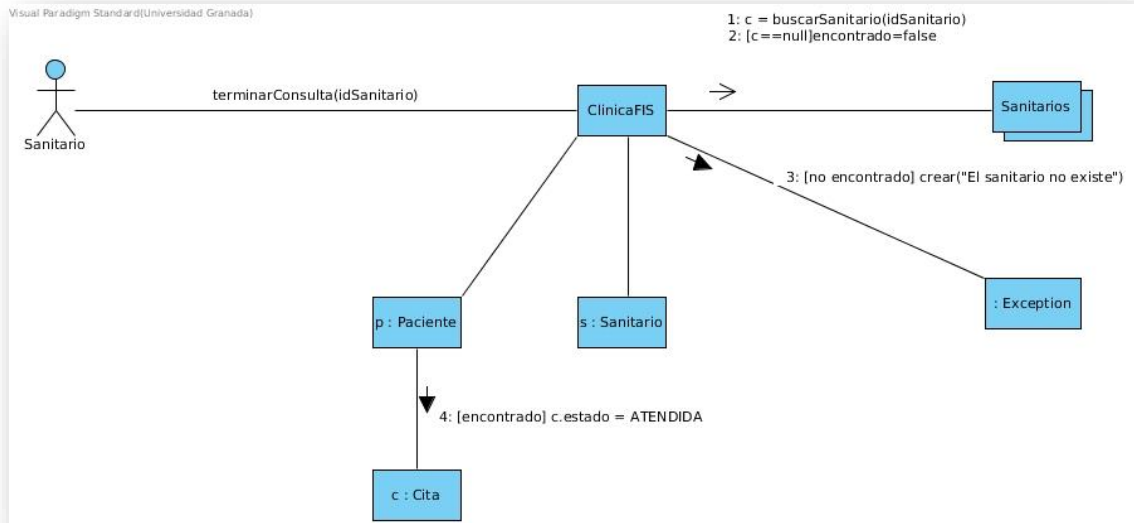 Visual Paradigm Standard(Universidad Granada)
1: c = buscarSanitario(idSanitario)
2: [c==null]encontrado=false
terminarConsulta(idSanitario)
ClinicaFIS
Sanitarios
Sanitario
3: [no encontrado] crear("El sanitario no existe")
p : Paciente
s : Sanitario
: Exception
4: [encontrado] c.estado = ATENDIDA
c : Cita